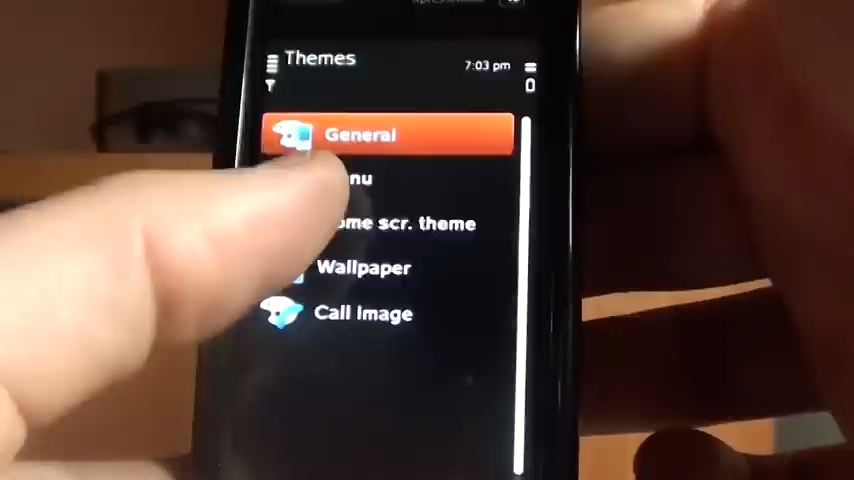 Themes
7:03 pm
General
nu
ome scr. theme
Wallpaper
Call image